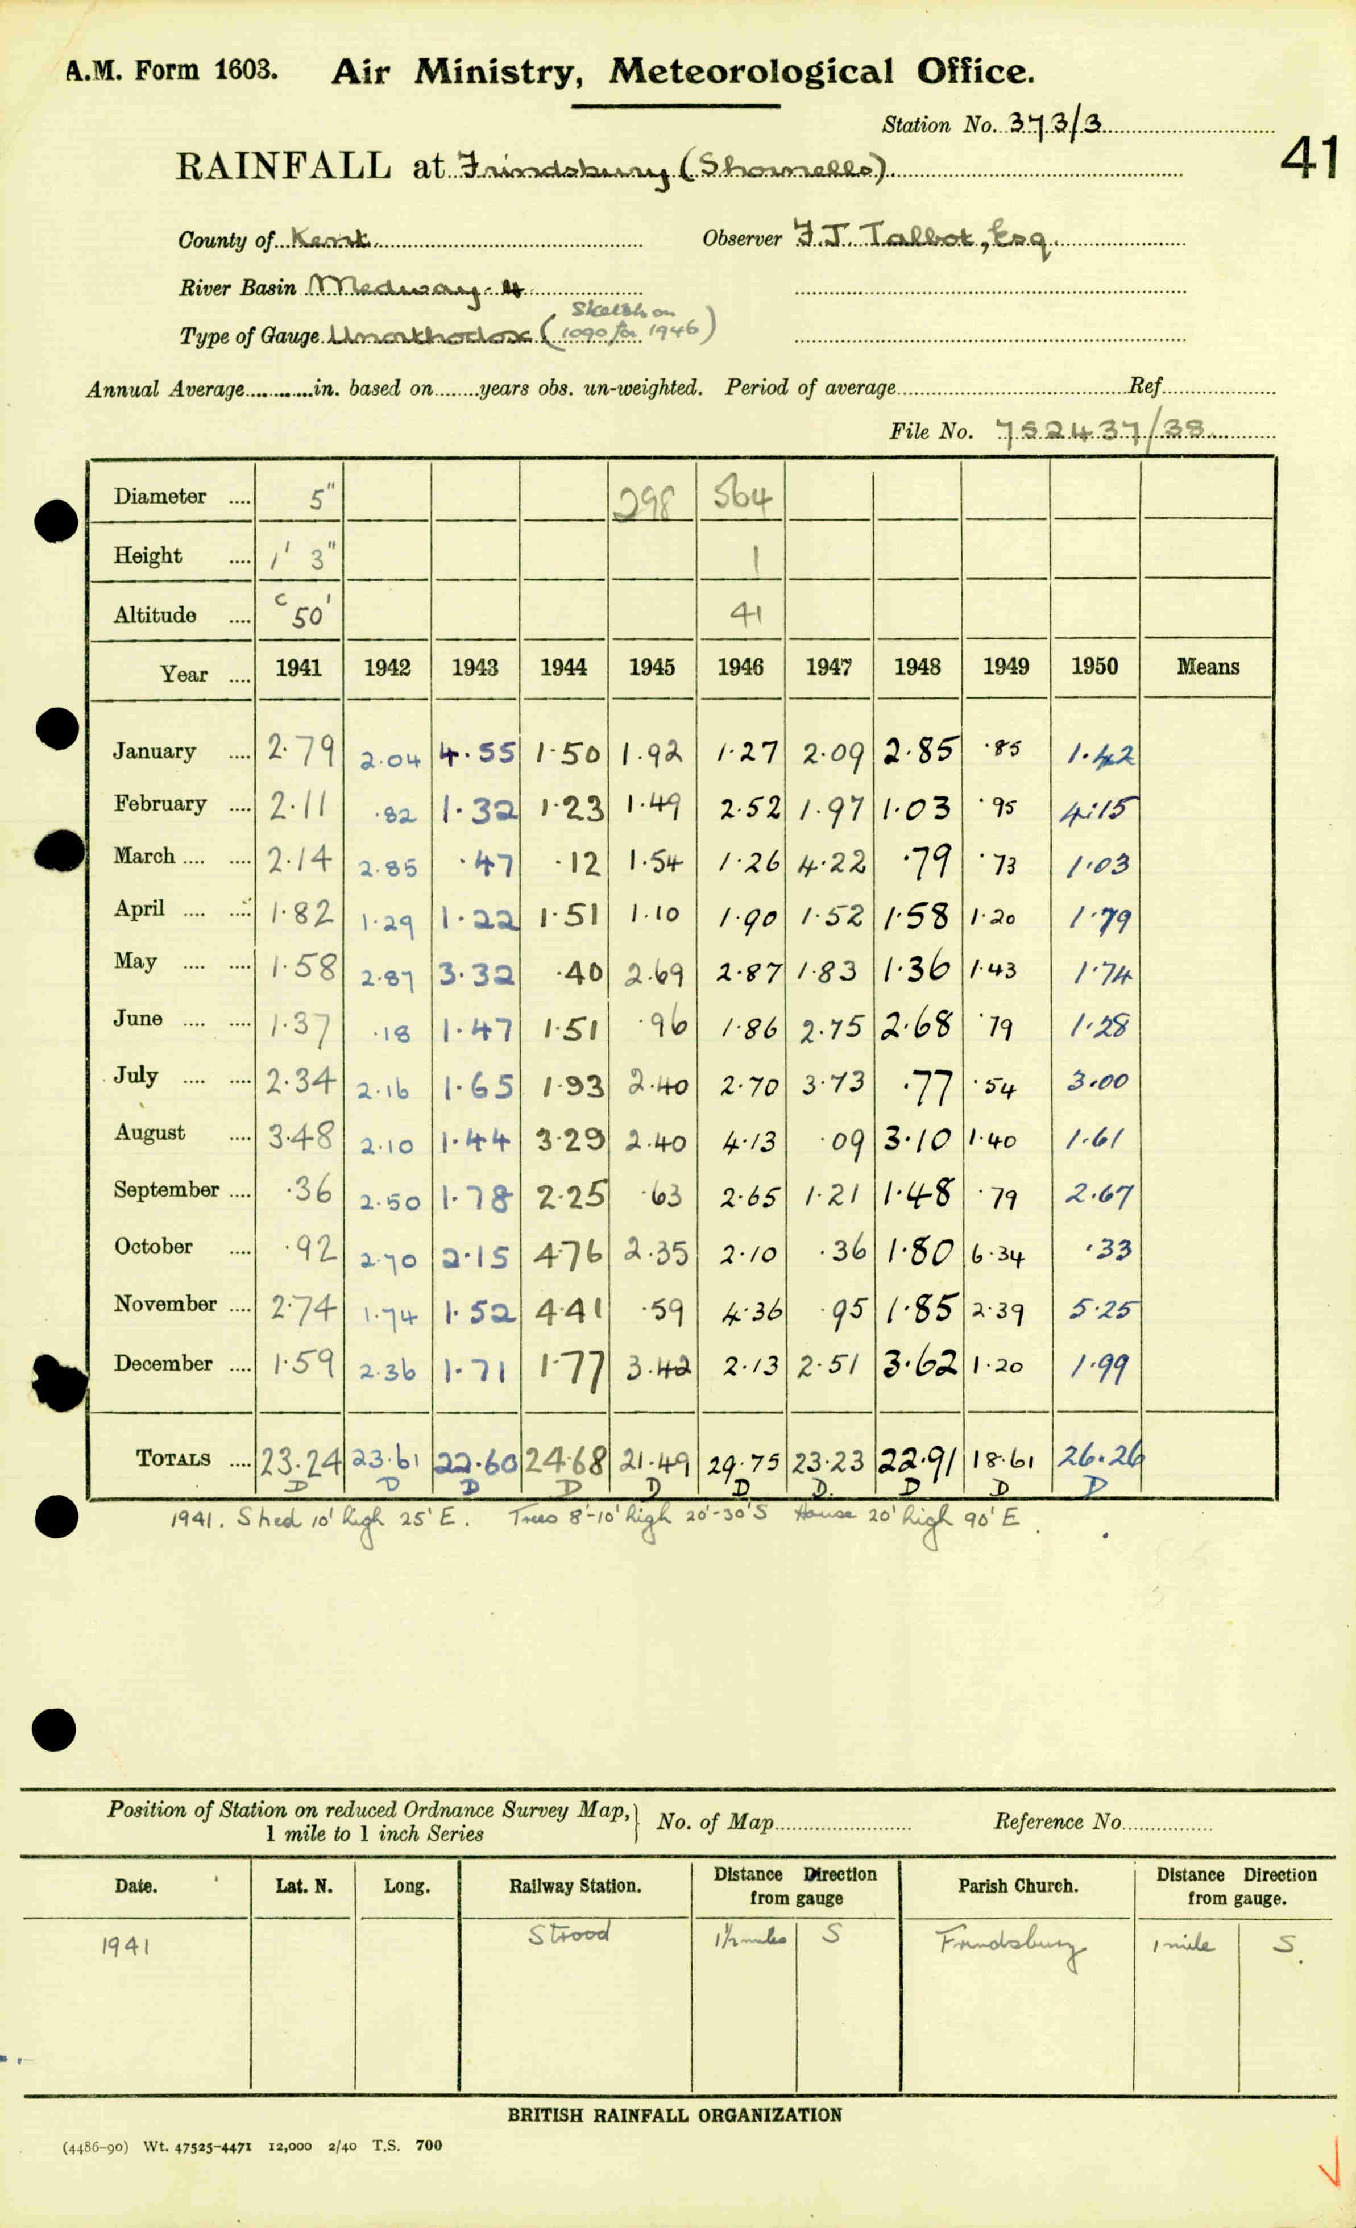 A.M. Form 1603. Air Ministry, Meteorological Office.
Station No. 373/3
41
RAINFALL at Frindsbury (Shornells)
County of Kent Observer F.J. Talbot, Esq.
River Basin Medway. 4
Type of Gauge Unorthodox (Sketch on 1090 for 1946)
Annual Average in. based on years obs. un-weighted. Period of average Ref
File No. 752437/38
Diameter .... 5" 298 564
Height .... 1' 3" 1
Altitude .... c 50' 41
Year .... 1941 1942 1943 1944 1945 1946 1947 1948 1949 1950 Means
January .... 2.79 2.04 4.55 1.50 1.92 1.27 2.09 2.85 .85 1.42
February .... 2.11 .82 1.32 1.23 1.49 2.52 1.97 1.03 .95 4.15
March .... .... 2.14 2.85 .47 .12 1.54 1.26 4.22 .79 .73 1.03
April .... .... 1.82 1.29 1.22 1.51 1.10 1.90 1.52 1.58 1.20 1.79
May .... .... 1.58 2.87 3.32 .40 2.69 2.87 1.83 1.36 1.43 1.74
June .... .... 1.37 .18 1.47 1.51 .96 1.86 2.75 2.68 .79 1.28
July .... .... 2.34 2.16 1.65 1.93 2.40 2.70 3.73 .77 .54 3.00
August .... 3.48 2.10 1.44 3.29 2.40 4.13 .09 3.10 1.40 1.61
September .... .36 2.50 1.78 2.25 .63 2.65 1.21 1.48 .79 2.67
October .... .92 2.70 2.15 4.76 2.35 2.10 .36 1.80 6.34 .33
November .... 2.74 1.74 1.52 4.41 .59 4.36 .95 1.85 2.39 5.25
December .... 1.59 2.36 1.71 1.77 3.42 2.13 2.51 3.62 1.20 1.99
TOTALS .... 23.24 23.61 22.60 24.68 21.49 29.75 23.23 22.91 18.61 26.26
D D D D D D D. D D D
1941. Shed 10' high 25' E. Trees 8'-10' high 20'-30' S House 20' high 90' E.
Position of Station on reduced Ordnance Survey Map, 1 mile to 1 inch Series } No. of Map Reference No.
Date. Lat. N. Long. Railway Station. Distance Direction from gauge Parish Church. Distance Direction from gauge.
1941 Strood 1½ miles S Frindsbury 1 mile S.
BRITISH RAINFALL ORGANIZATION
(4486-90) Wt. 47525-4471 12,000 2/40 T.S. 700